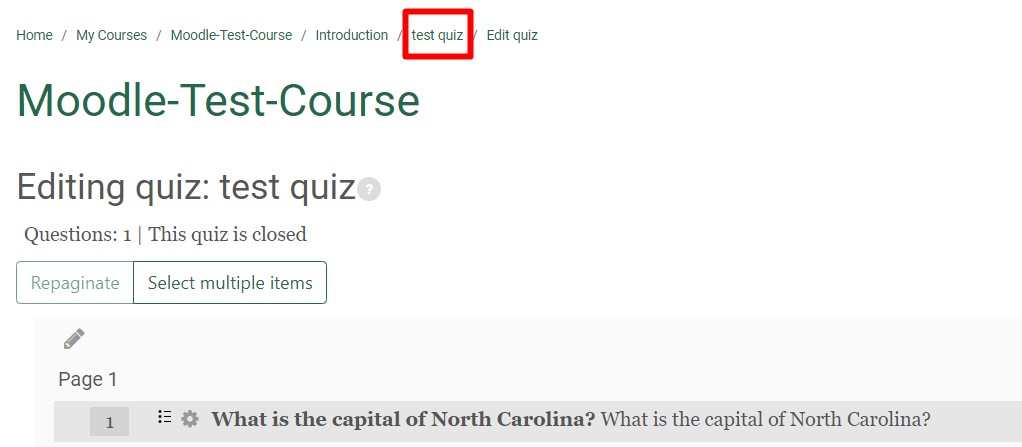 Home / My Courses / Moodle-Test-Course / Introduction / test quiz / Edit quiz
Moodle-Test-Course
Editing quiz: test quiz ?
Questions: 1 | This quiz is closed
Repaginate Select multiple items
Page 1
1 What is the capital of North Carolina? What is the capital of North Carolina?